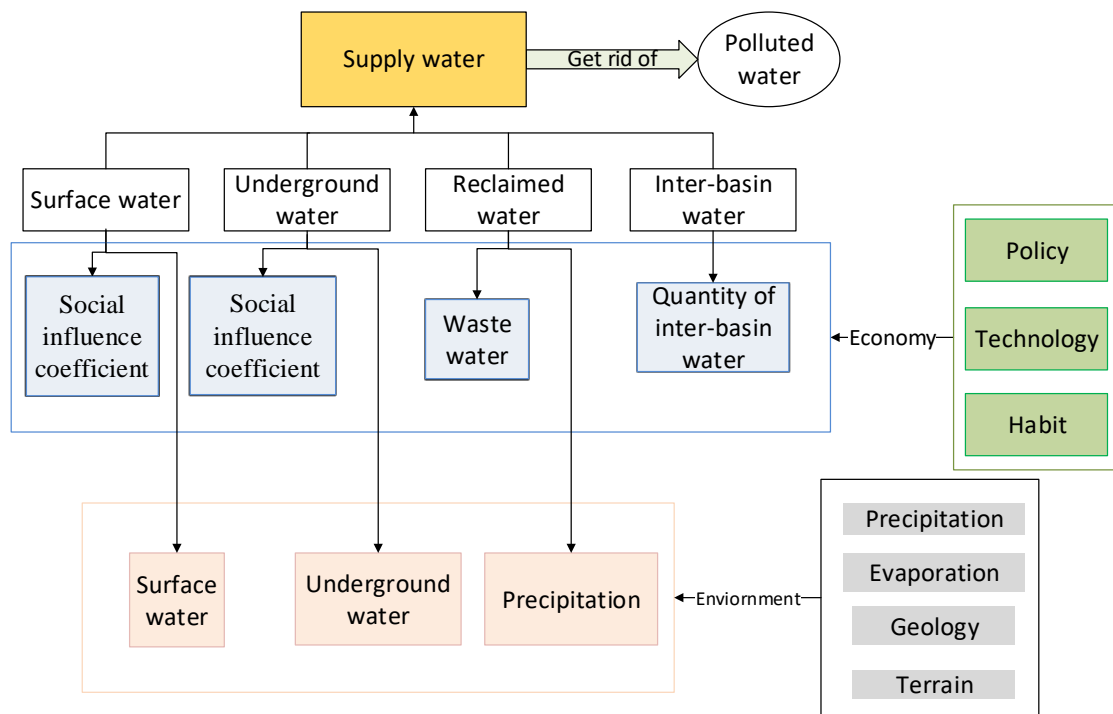 Supply water
Get rid of
Polluted
water
Surface water
Underground
water
Reclaimed
water
Inter-basin
water
Social
influence
coefficient
Social
influence
coefficient
Waste
water
Quantity of
inter-basin
water
Economy
Policy
Technology
Habit
Surface
water
Underground
water
Precipitation
Enviornment
Precipitation
Evaporation
Geology
Terrain